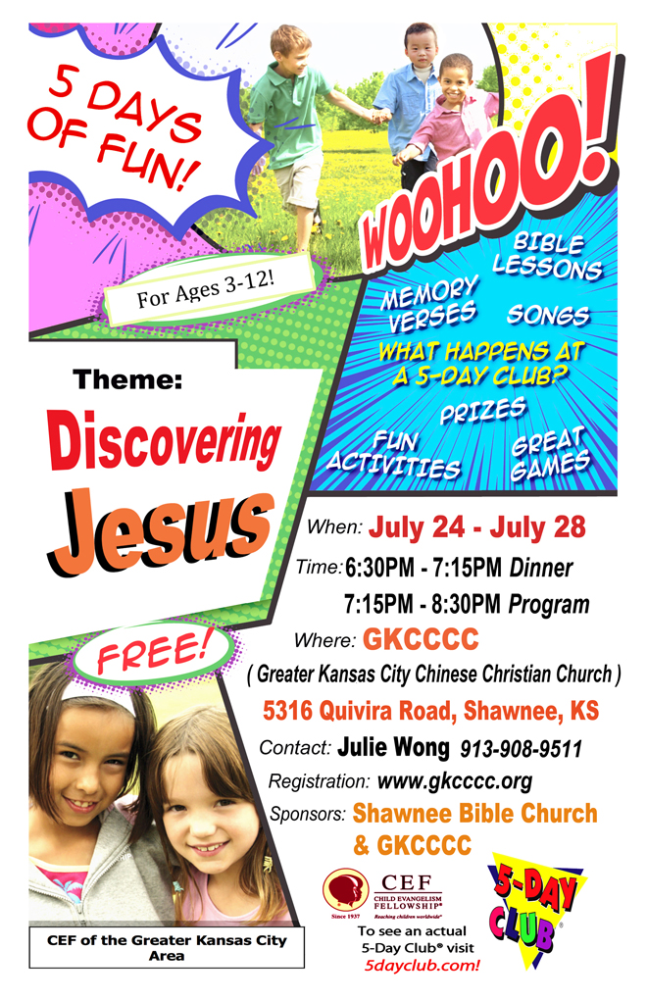 5 DAYS
OF FUN!
WOOHOO!
For Ages 3-12!
BIBLE
LESSONS
MEMORY
VERSES
SONGS
WHAT HAPPENS AT
A 5-DAY CLUB?
PRIZES
FUN
ACTIVITIES
GREAT
GAMES
Theme:
Discovering
Jesus
When: July 24 - July 28
Time: 6:30PM - 7:15PM Dinner
7:15PM - 8:30PM Program
Where: GKCCCC
( Greater Kansas City Chinese Christian Church )
5316 Quivira Road, Shawnee, KS
Contact: Julie Wong 913-908-9511
Registration: www.gkcccc.org
Sponsors: Shawnee Bible Church
& GKCCCC
FREE!
CEF of the Greater Kansas City
Area
Since 1937
CEF
CHILD EVANGELISM
FELLOWSHIP®
Reaching children worldwide®
To see an actual
5-Day Club® visit
5dayclub.com!
5-DAY
CLUB®